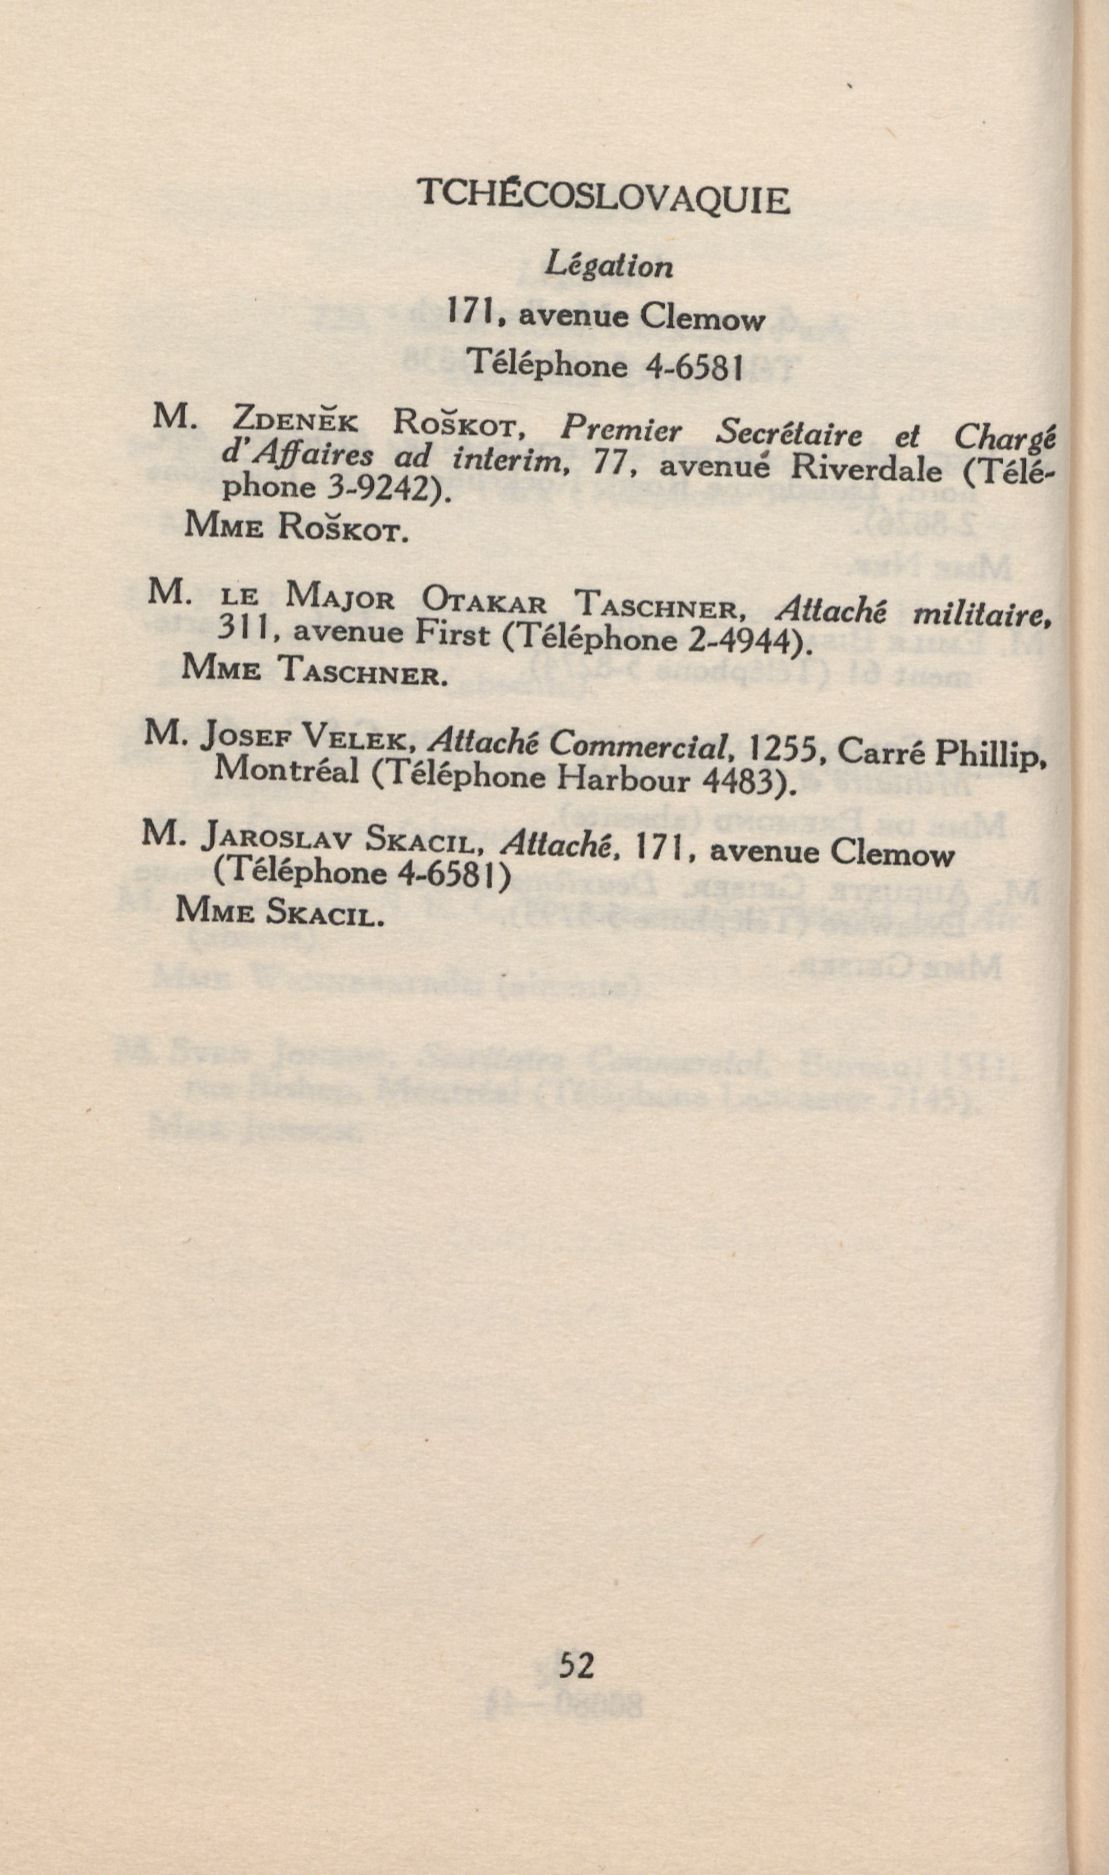 TCHÉCOSLOVAQUIE
Légation
171, avenue Clemow
Téléphone 4-6581
M. Zdenĕk Roškot, Premier Secrétaire et Chargé
d'Affaires ad interim, 77, avenué Riverdale (Télé-
phone 3-9242).
Mme Roškot.
M. le Major Otakar Taschner, Attaché militaire,
311, avenue First (Téléphone 2-4944).
Mme Taschner.
M. Josef Velek, Attaché Commercial, 1255, Carré Phillip,
Montréal (Téléphone Harbour 4483).
M. Jaroslav Skacil, Attaché, 171, avenue Clemow
(Téléphone 4-6581)
Mme Skacil.
52